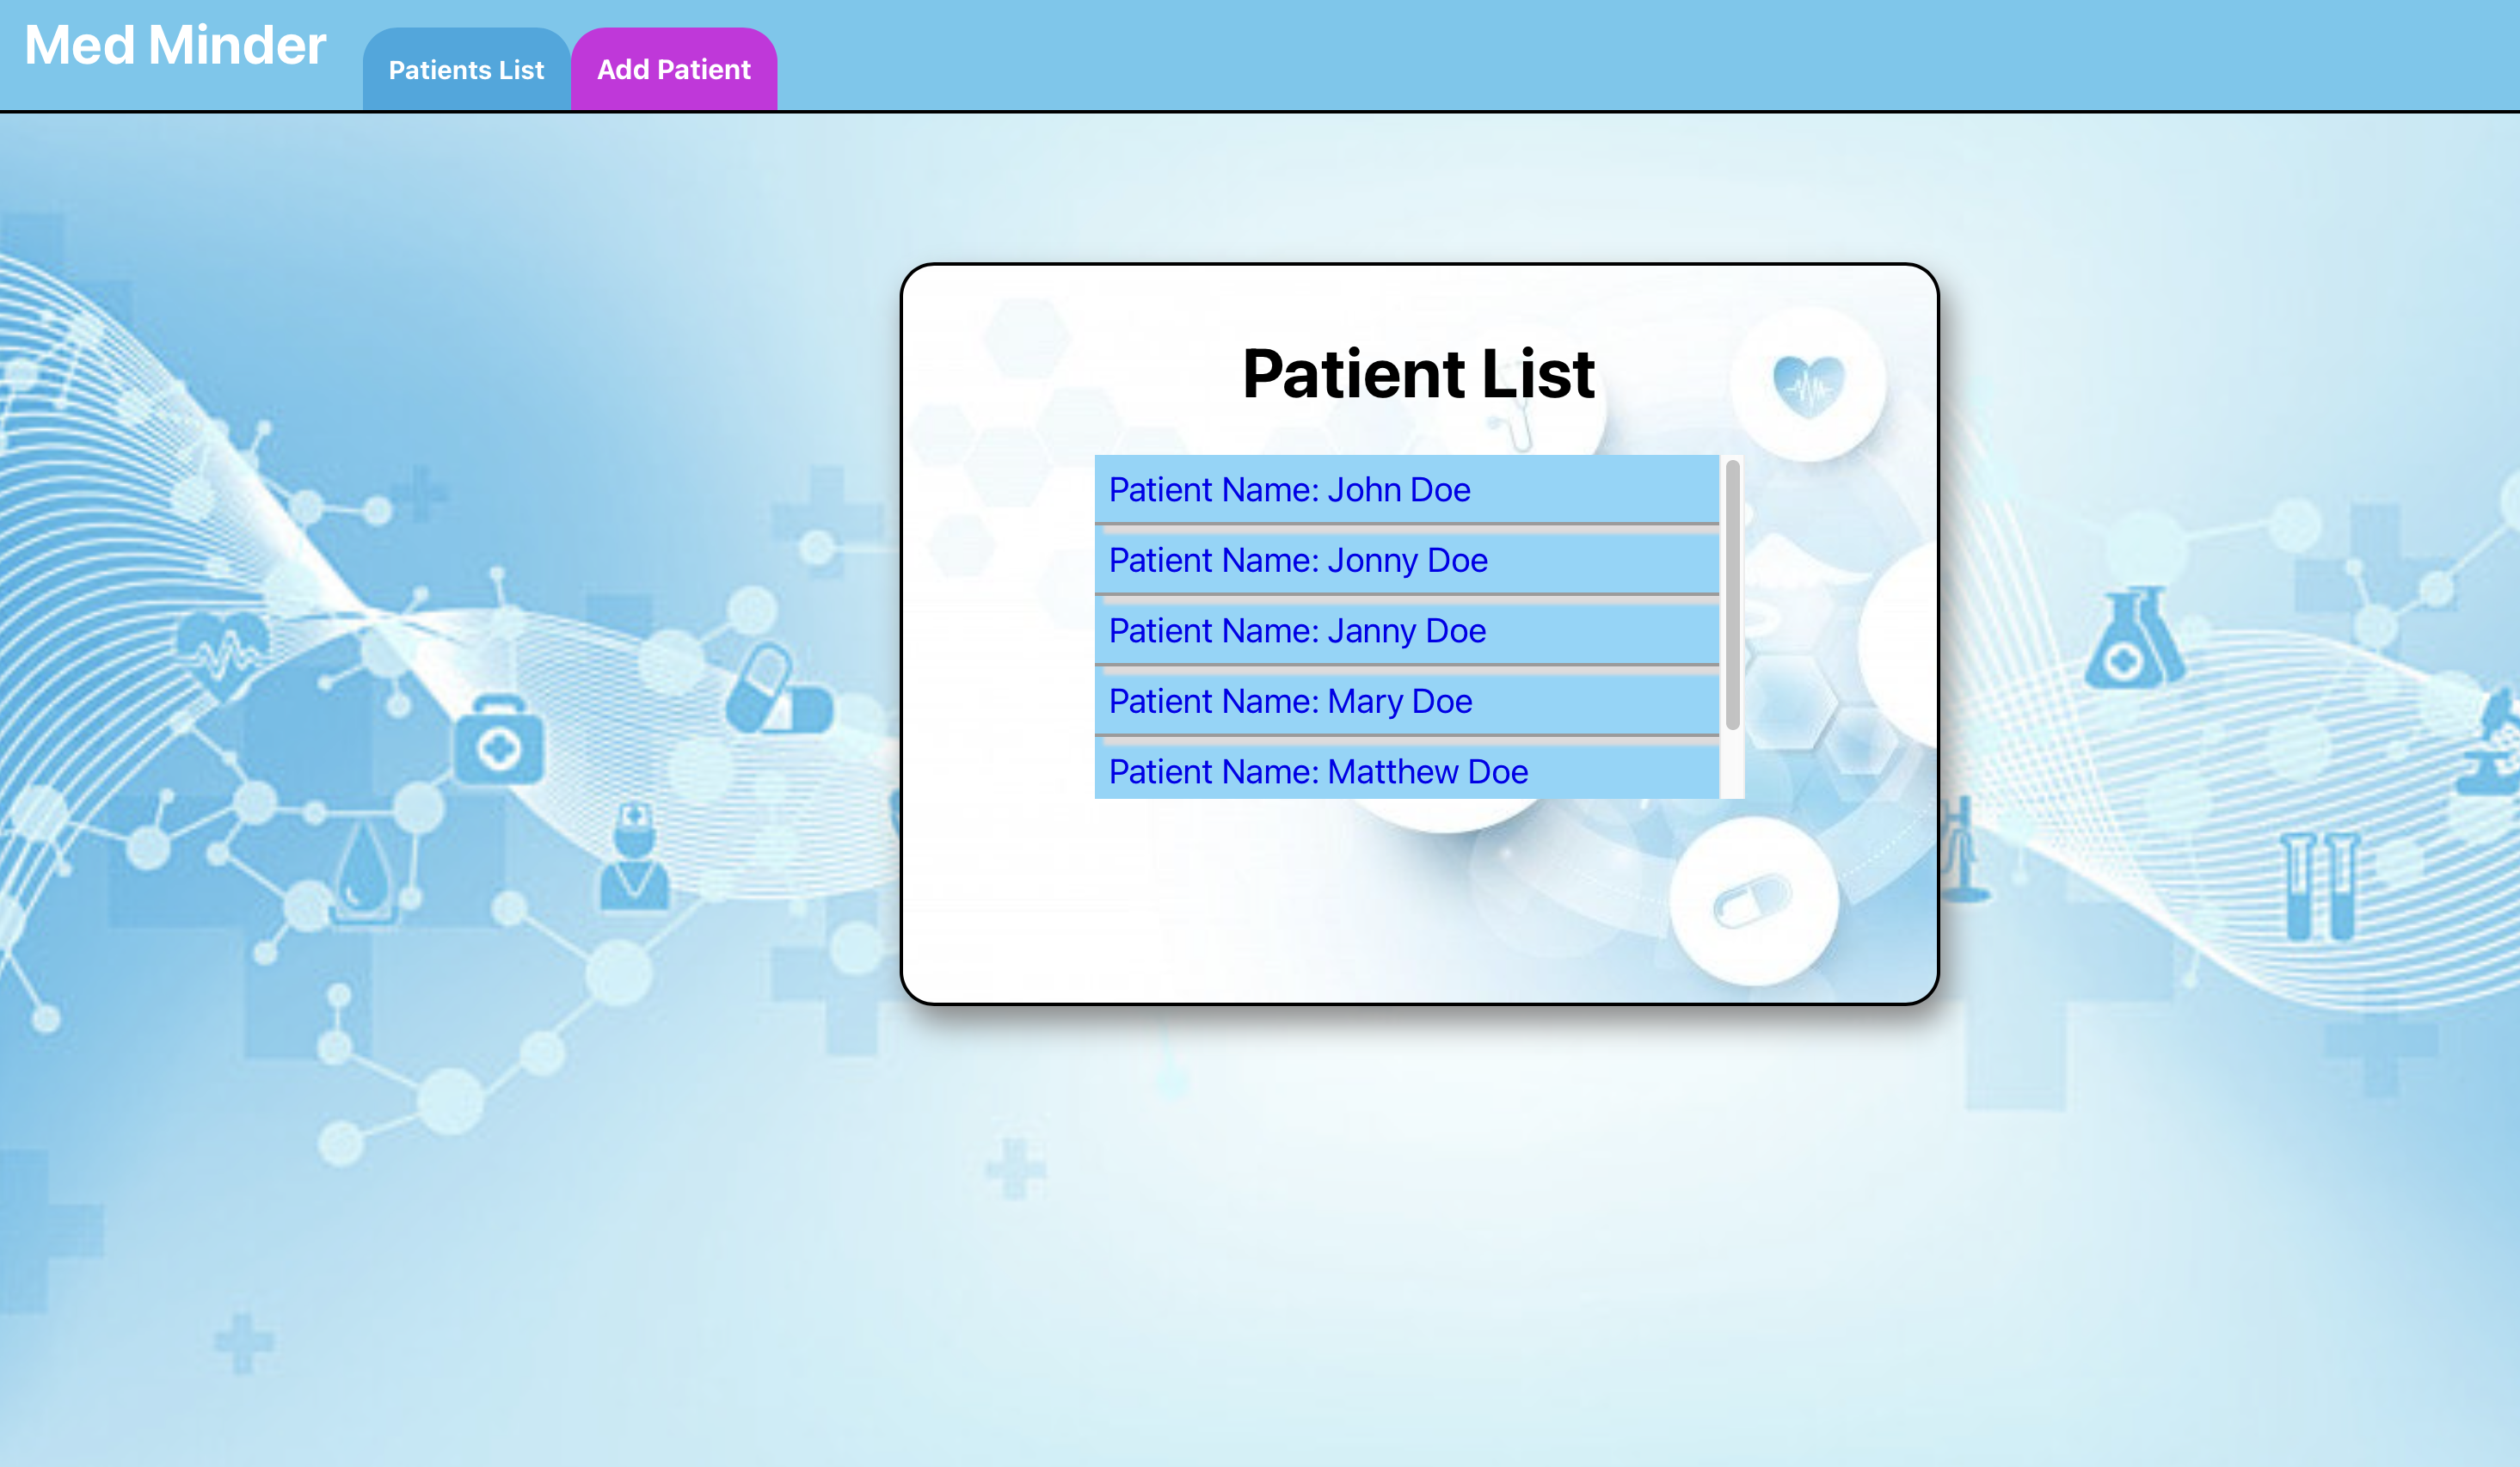 Med Minder
Patients List
Add Patient
Patient List
Patient Name: John Doe
Patient Name: Jonny Doe
Patient Name: Janny Doe
Patient Name: Mary Doe
Patient Name: Matthew Doe